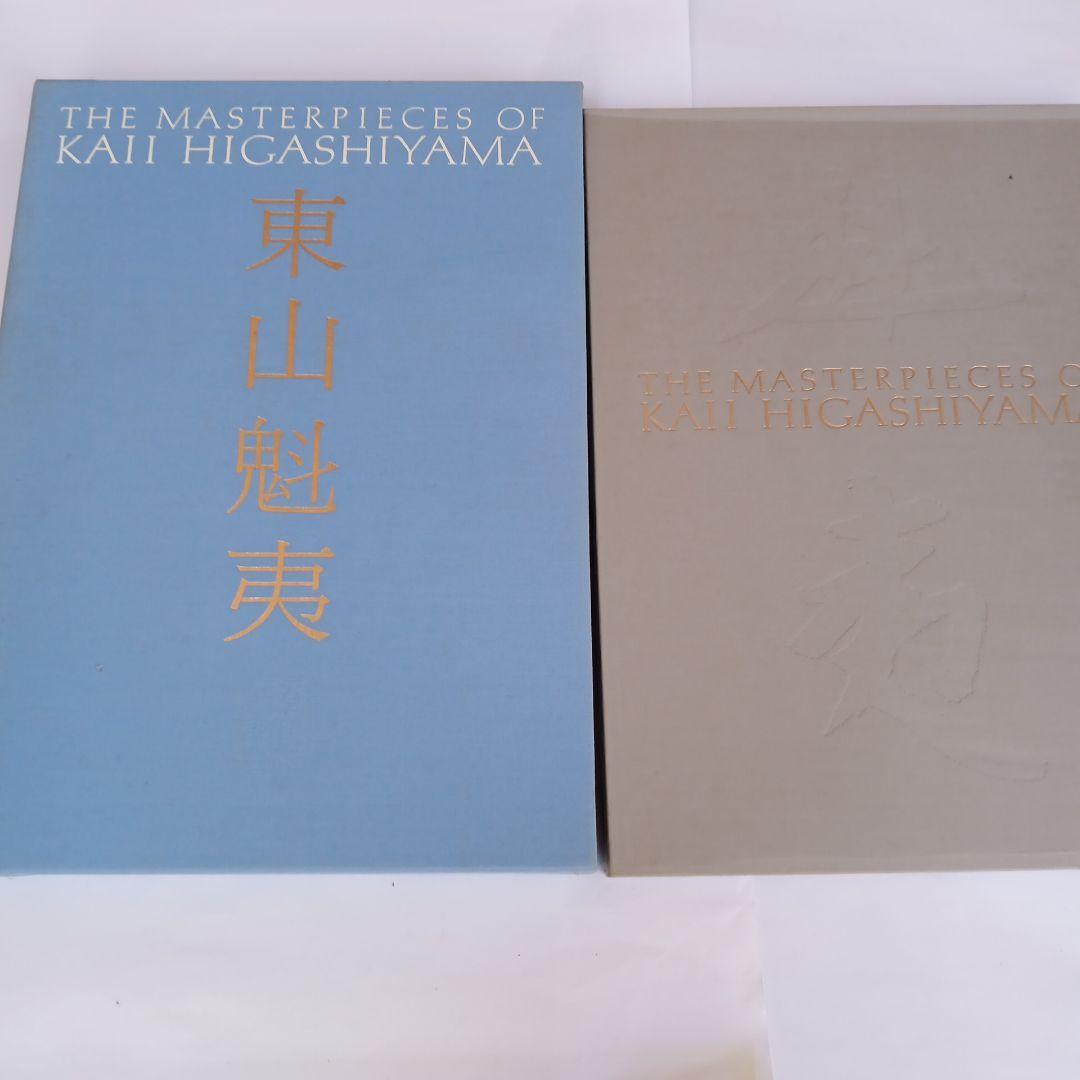 THE MASTERPIECES OF
KAII HIGASHIYAMA
東山魁夷
THE MASTERPIECES O
KAII HIGASHIYAMA